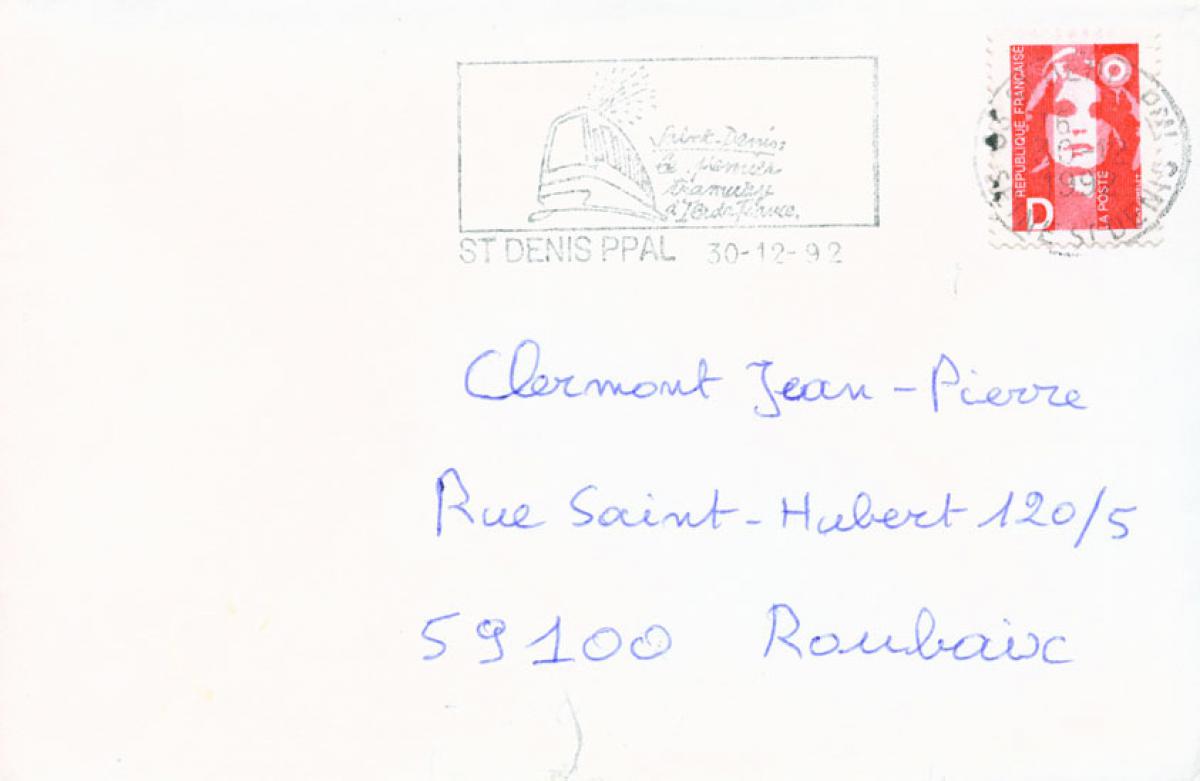 Saint-Denis:
le premier
tramway
d'Ile de France.
ST DENIS PPAL 30-12-92
RÉPUBLIQUE FRANÇAISE
D
LA POSTE
Clermont Jean-Pierre
Rue Saint-Hubert 120/5
59100 Roubaix